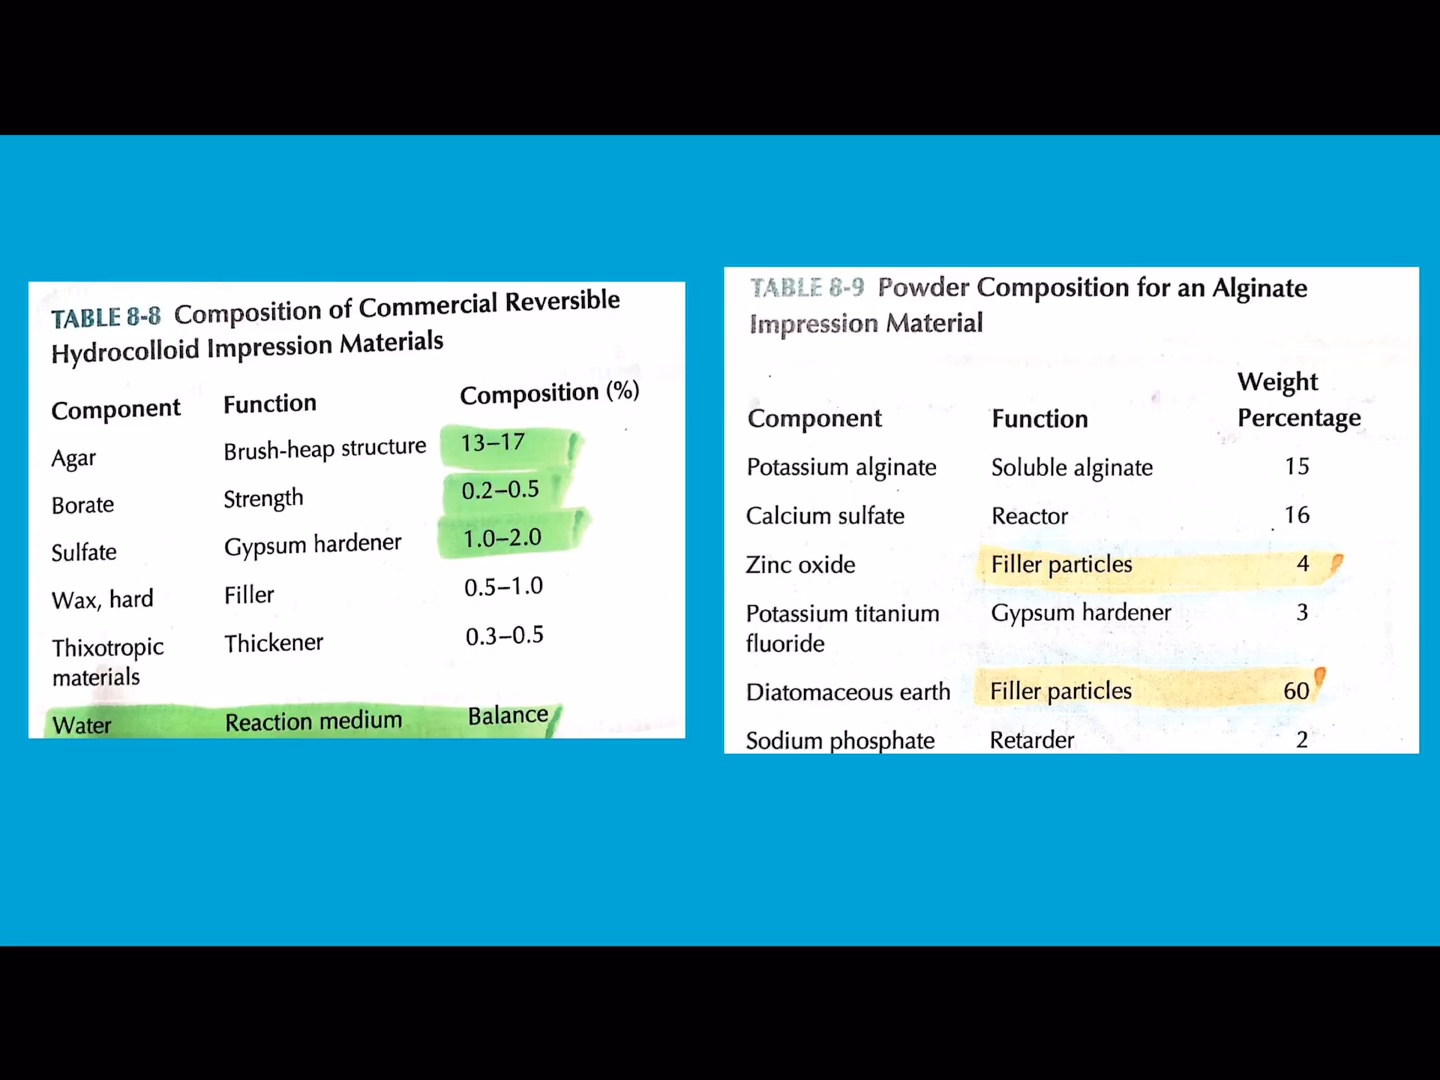 TABLE 8-8 Composition of Commercial Reversible
Hydrocolloid Impression Materials
Component Function Composition (%)
Agar Brush-heap structure 13–17
Borate Strength 0.2–0.5
Sulfate Gypsum hardener 1.0–2.0
Wax, hard Filler 0.5–1.0
Thixotropic Thickener 0.3–0.5
materials
Water Reaction medium Balance
TABLE 8-9 Powder Composition for an Alginate
Impression Material
Weight
Component Function Percentage
Potassium alginate Soluble alginate 15
Calcium sulfate Reactor 16
Zinc oxide Filler particles 4
Potassium titanium Gypsum hardener 3
fluoride
Diatomaceous earth Filler particles 60
Sodium phosphate Retarder 2